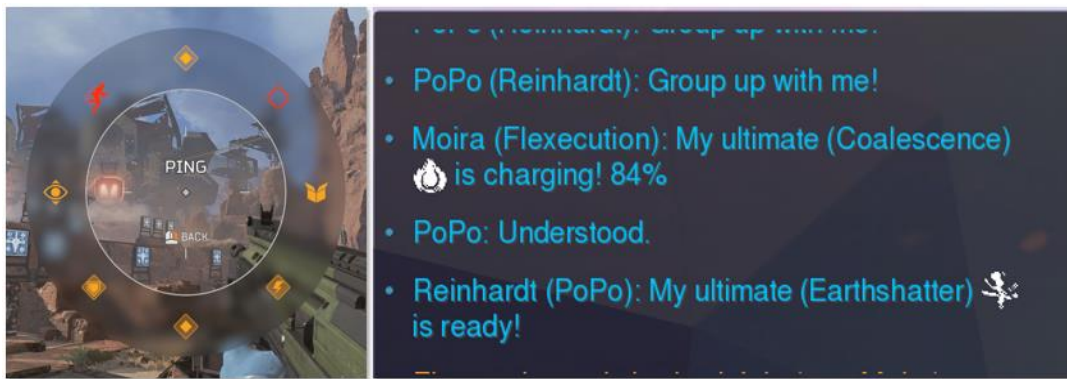 PING
BACK
• PoPo (Reinhardt): Group up with me!
• Moira (Flexecution): My ultimate (Coalescence)
is charging! 84%
• PoPo: Understood.
• Reinhardt (PoPo): My ultimate (Earthshatter)
is ready!